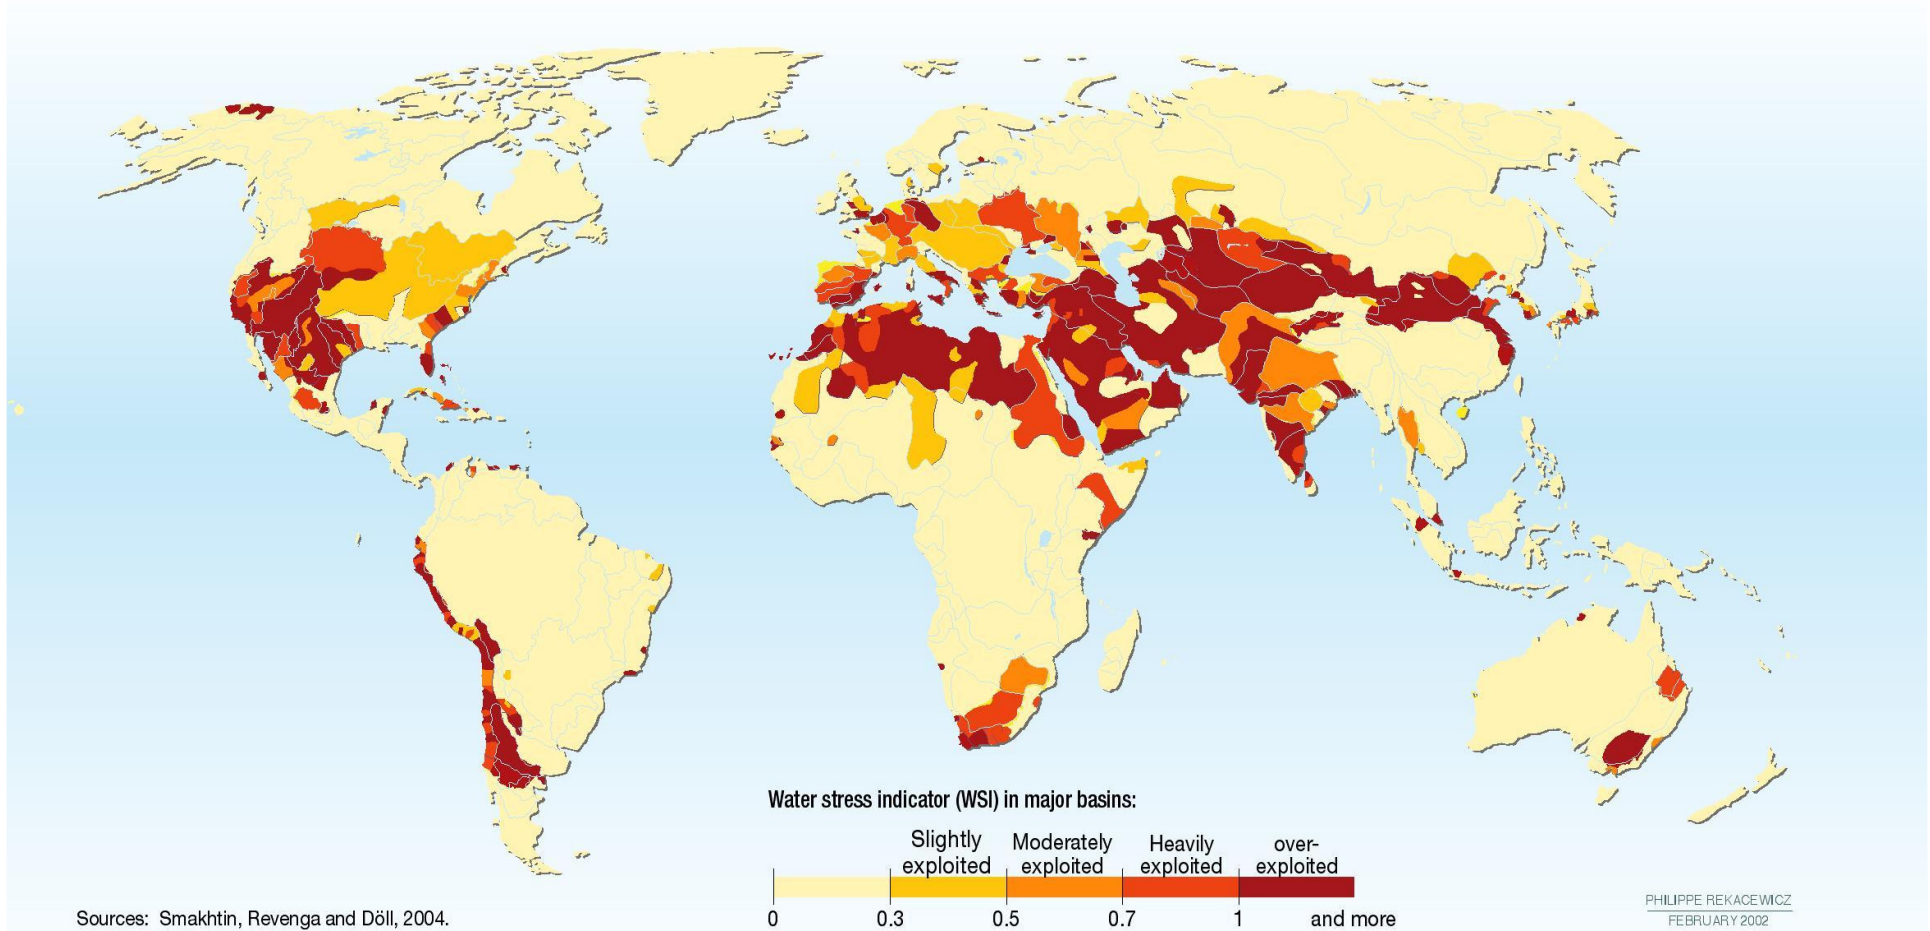 Water stress indicator (WSI) in major basins:
Slightly
exploited
Moderately
exploited
Heavily
exploited
over-
exploited
0 0.3 0.5 0.7 1 and more
Sources: Smakhtin, Revenga and Döll, 2004.
PHILIPPE REKACEWICZ
FEBRUARY 2002